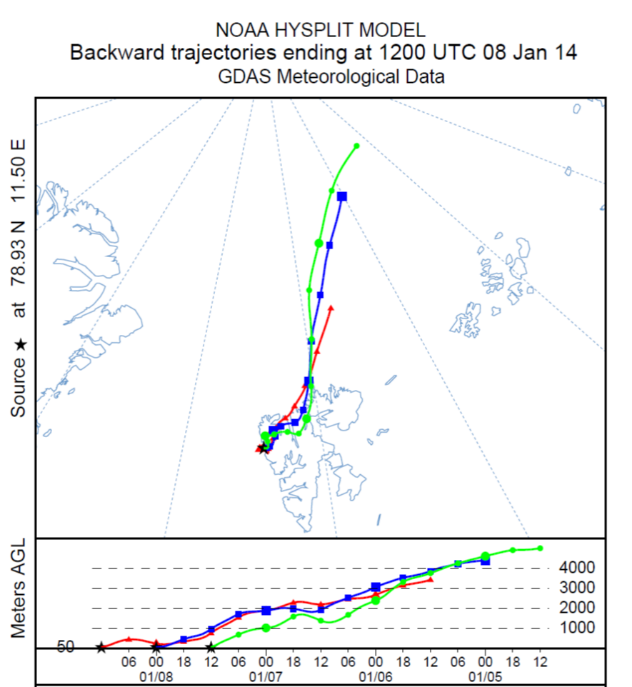 NOAA HYSPLIT MODEL
Backward trajectories ending at 1200 UTC 08 Jan 14
GDAS Meteorological Data
Source ★ at 78.93 N 11.50 E
Meters AGL
4000
3000
2000
1000
50
06 00 18 12 06 00 18 12 06 00 18 12 06 00 18 12
01/08 01/07 01/06 01/05